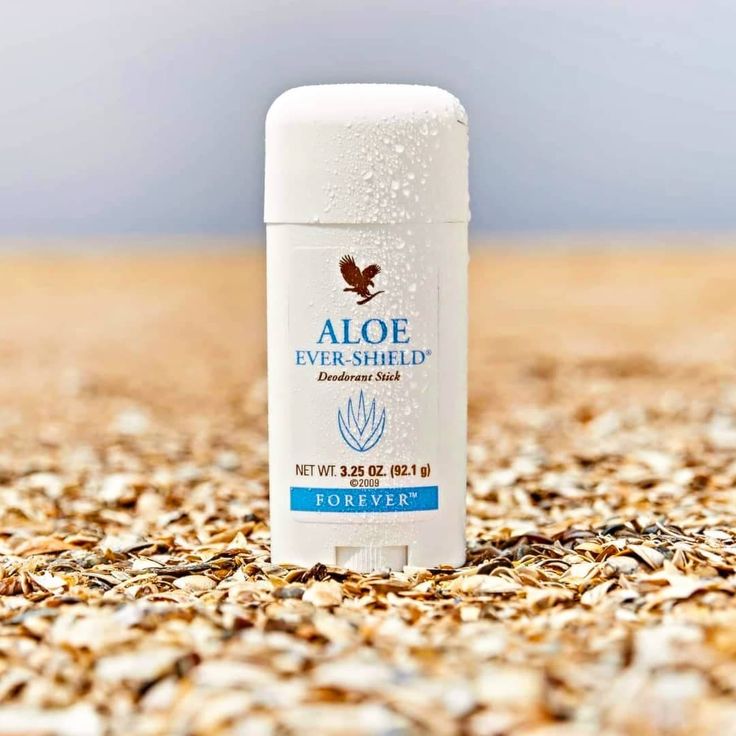 ALOE
EVER-SHIELD®
Deodorant Stick
NET WT. 3.25 OZ. (92.1 g)
©2009
FOREVER™